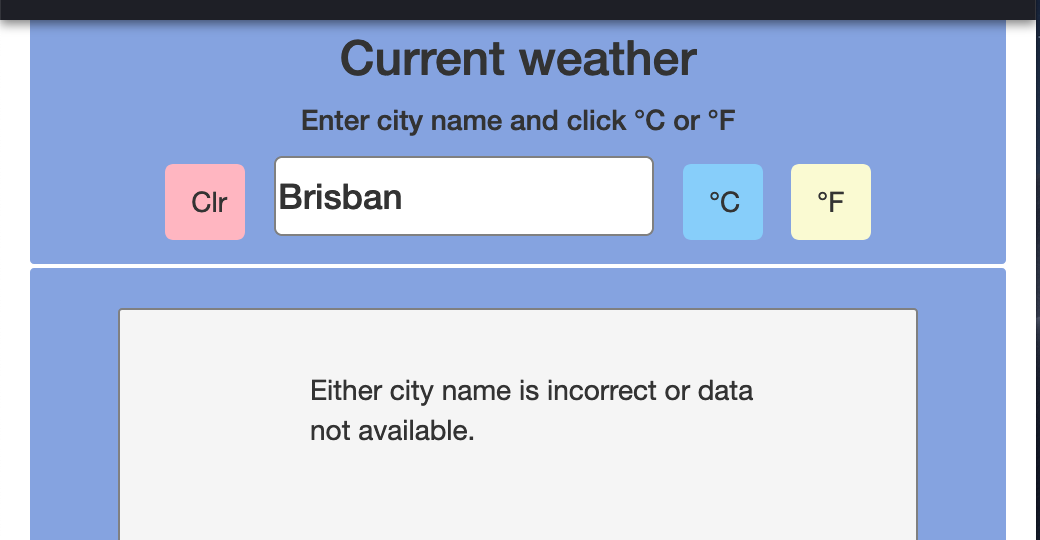 Current weather
Enter city name and click °C or °F
Clr
Brisban
°C
°F
Either city name is incorrect or data
not available.